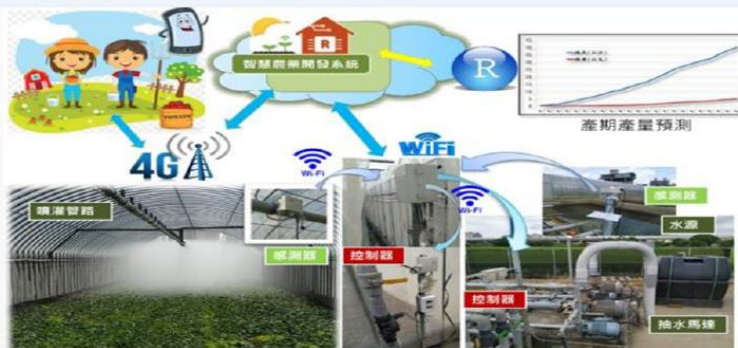 智慧農業開發系統
R
R
產期產量預測
4G
WiFi
Wi-Fi
Wi-Fi
噴灌管路
感測器
控制器
感測器
水源
控制器
抽水馬達
TOMATO